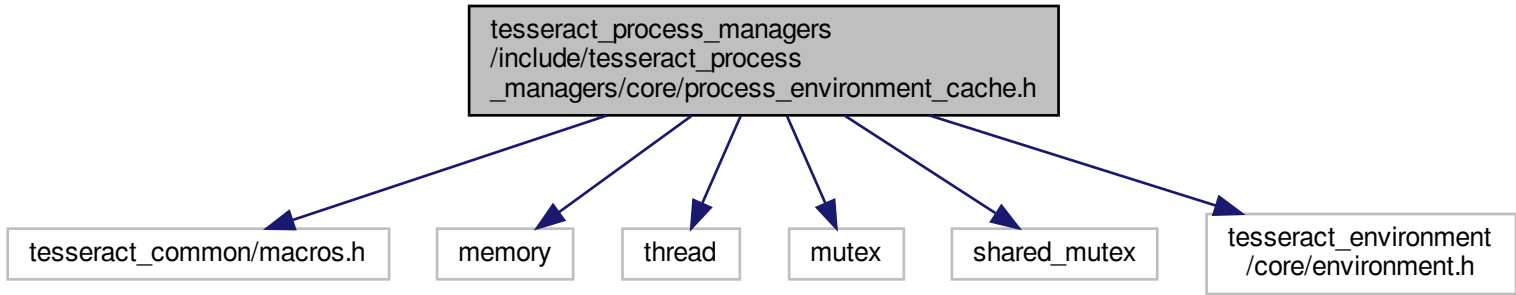 tesseract_process_managers
/include/tesseract_process
_managers/core/process_environment_cache.h
tesseract_common/macros.h
memory
thread
mutex
shared_mutex
tesseract_environment
/core/environment.h